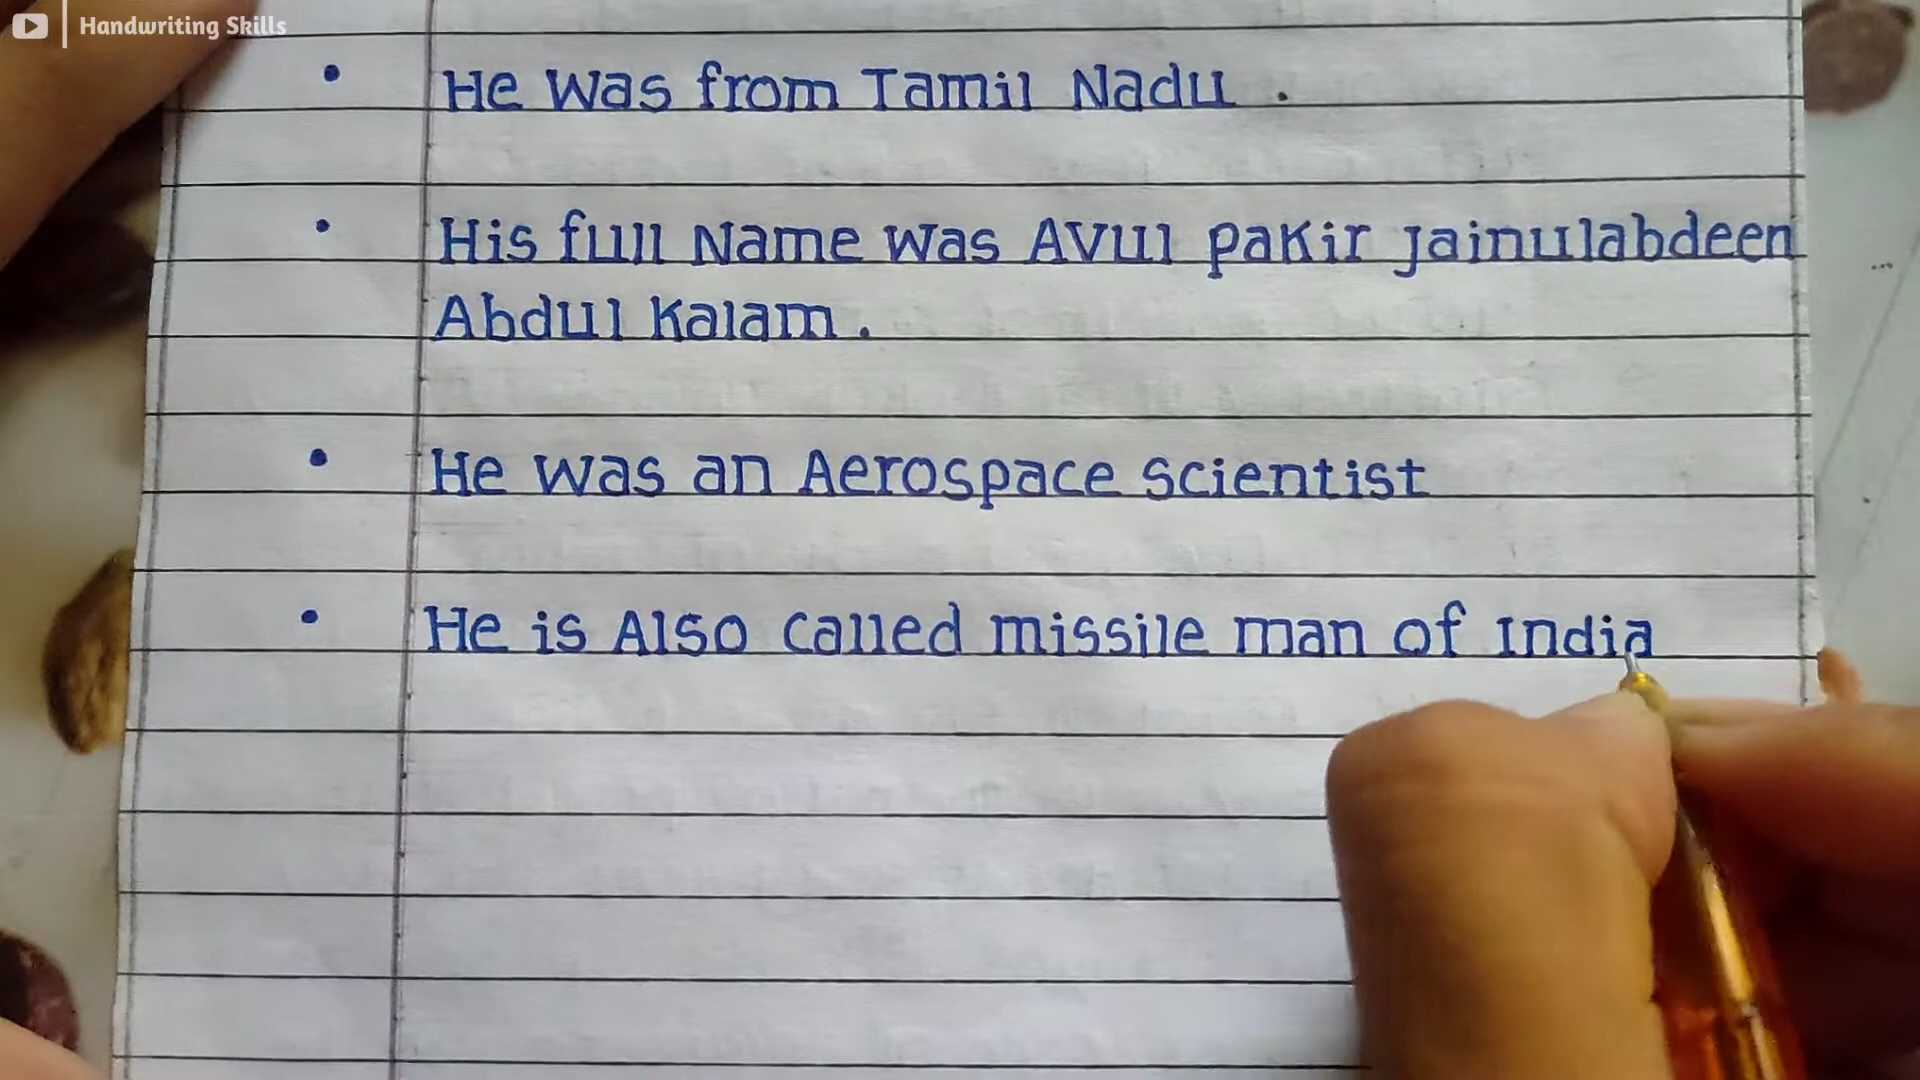 Handwriting Skills
• He Was from Tamil Nadu .
• His full Name Was Avul pakir Jainulabdeen
Abdul Kalam .
• He Was an Aerospace scientist
• He is Also Called missile man of India